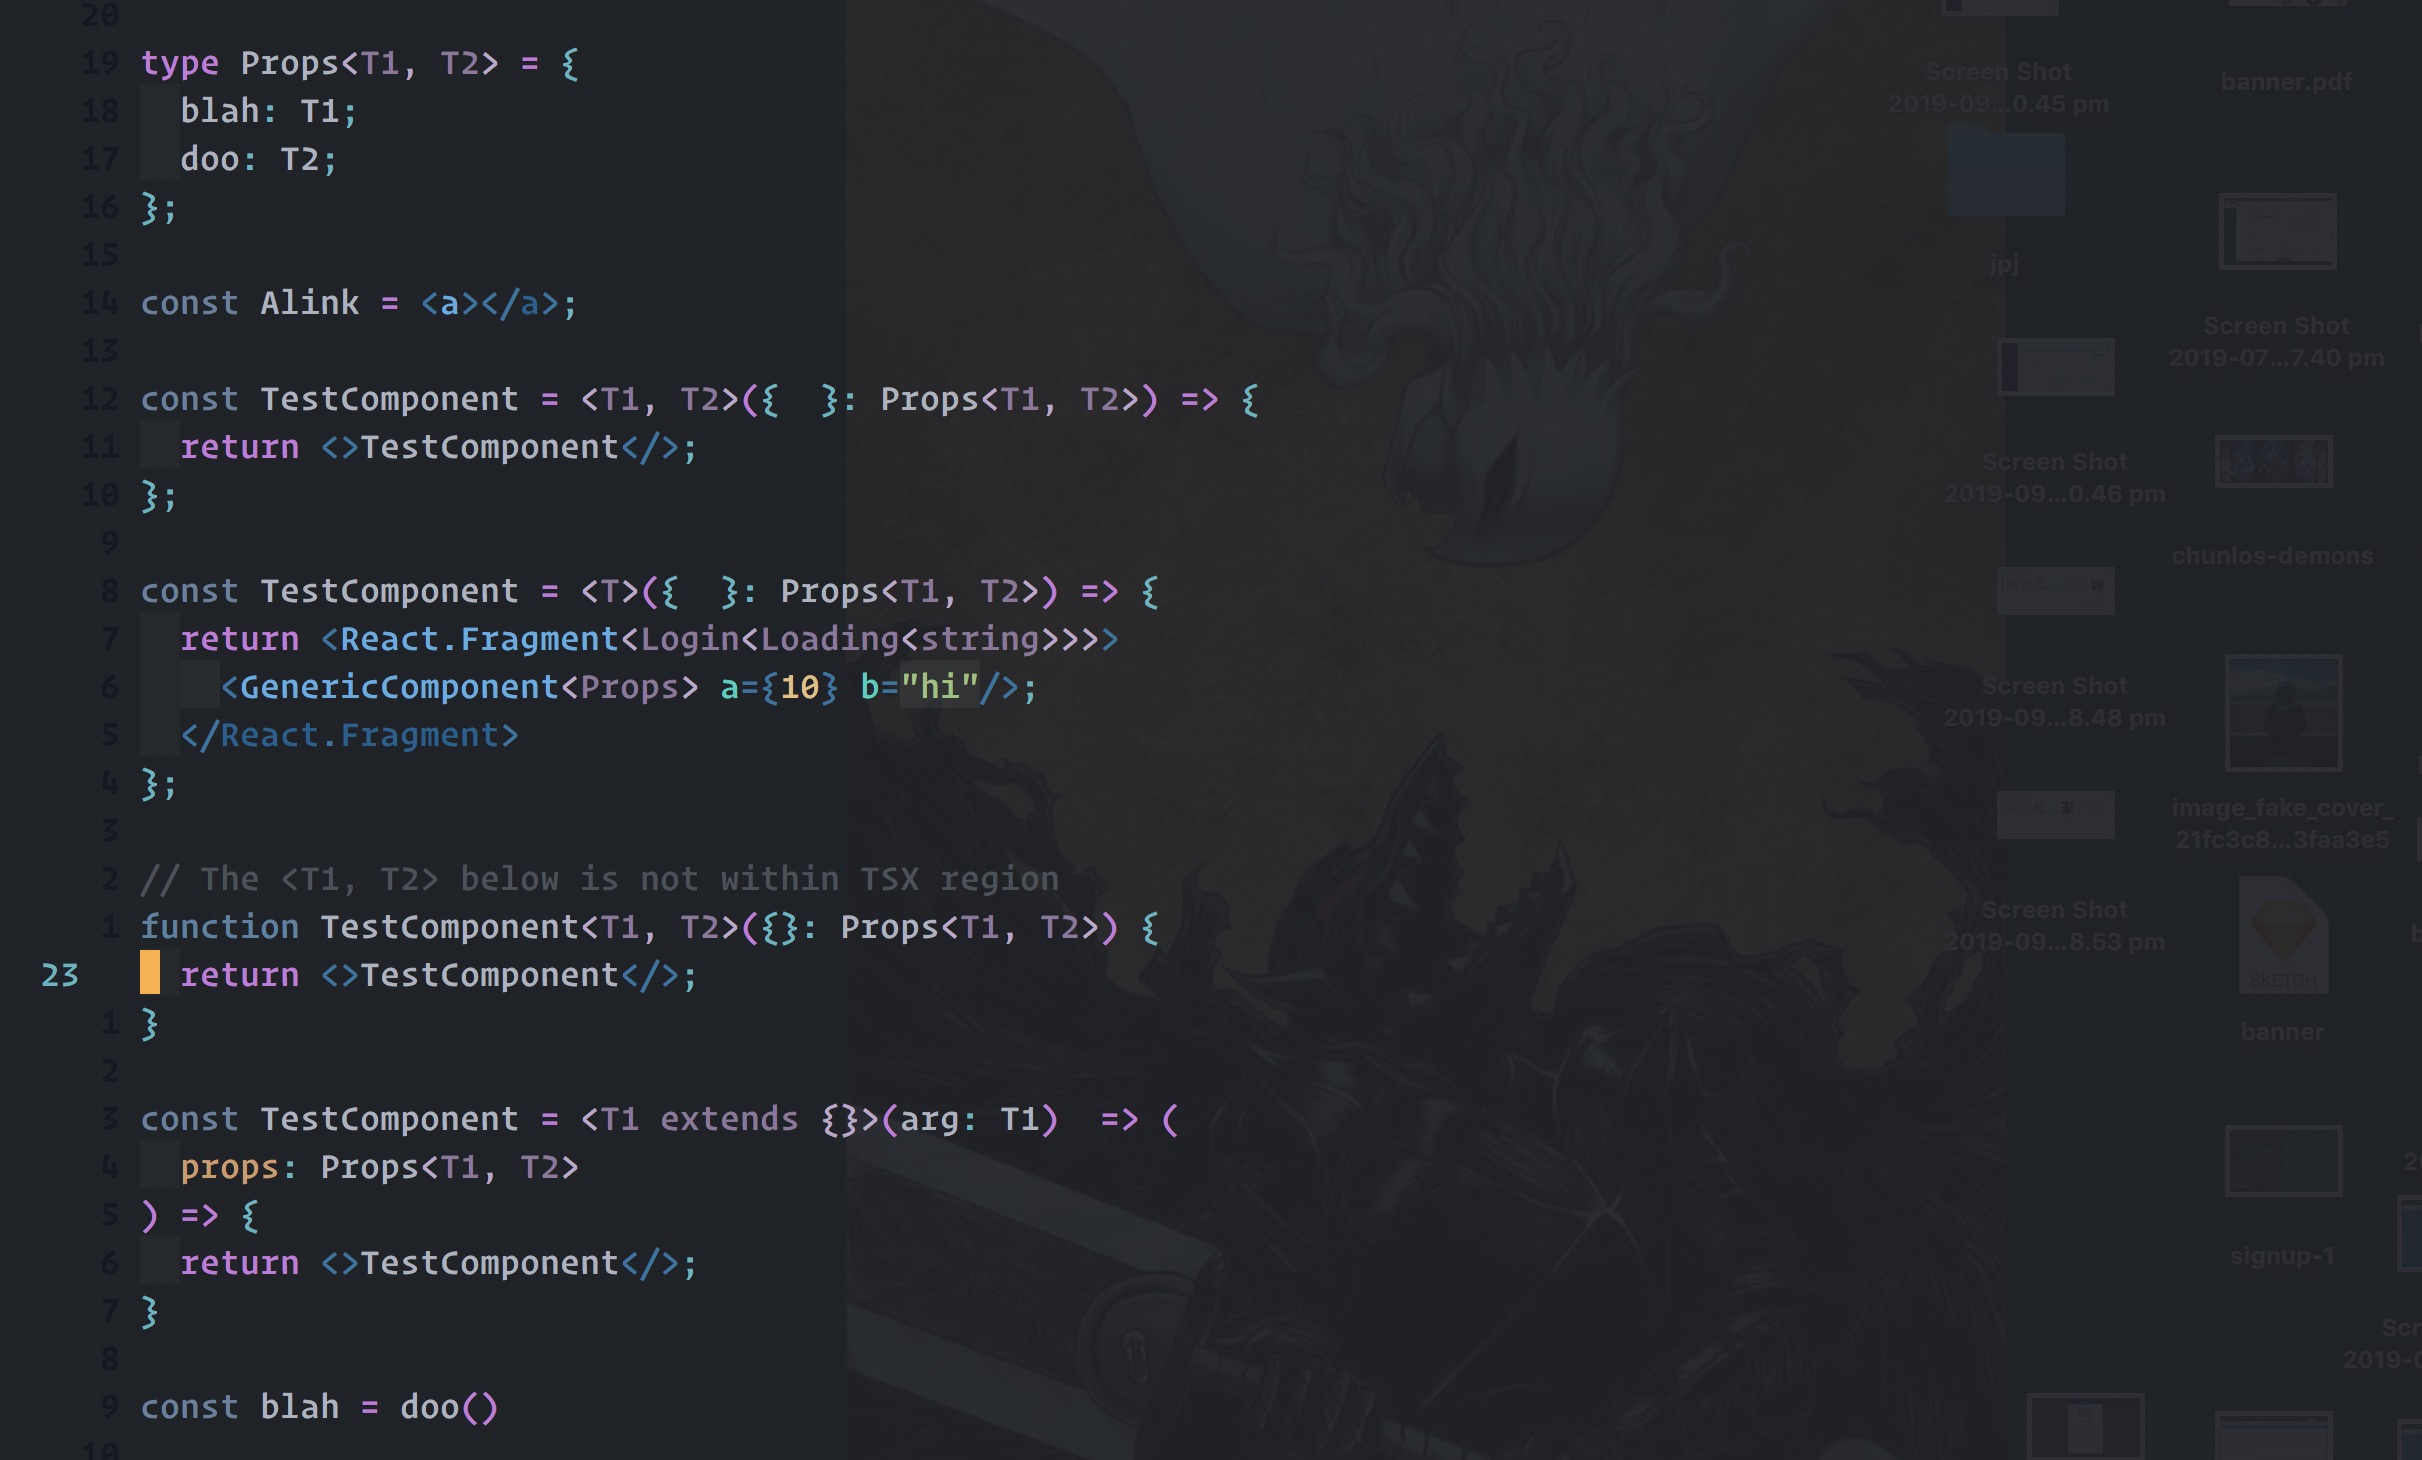 20
19 type Props<T1, T2> = {
18   blah: T1;
17   doo: T2;
16 };
15
14 const Alink = <a></a>;
13
12 const TestComponent = <T1, T2>({  }: Props<T1, T2>) => {
11   return <>TestComponent</>;
10 };
9
8 const TestComponent = <T>({  }: Props<T1, T2>) => {
7   return <React.Fragment<Login<Loading<string>>>>
6     <GenericComponent<Props> a={10} b="hi"/>;
5   </React.Fragment>
4 };
3
2 // The <T1, T2> below is not within TSX region
1 function TestComponent<T1, T2>({}: Props<T1, T2>) {
23   return <>TestComponent</>;
1 }
2
3 const TestComponent = <T1 extends {}>(arg: T1)  => (
4   props: Props<T1, T2>
5 ) => {
6   return <>TestComponent</>;
7 }
8
9 const blah = doo()
10
Screen Shot
2019-09...0.45 pm
banner.pdf
jpj
Screen Shot
2019-07...7.40 pm
Screen Shot
2019-09...0.46 pm
chunlos-demons
Screen Shot
2019-09...8.48 pm
image_fake_cover_
21fc3c8...3faa3e5
Screen Shot
2019-09...8.53 pm
SKETCH
banner
signup-1